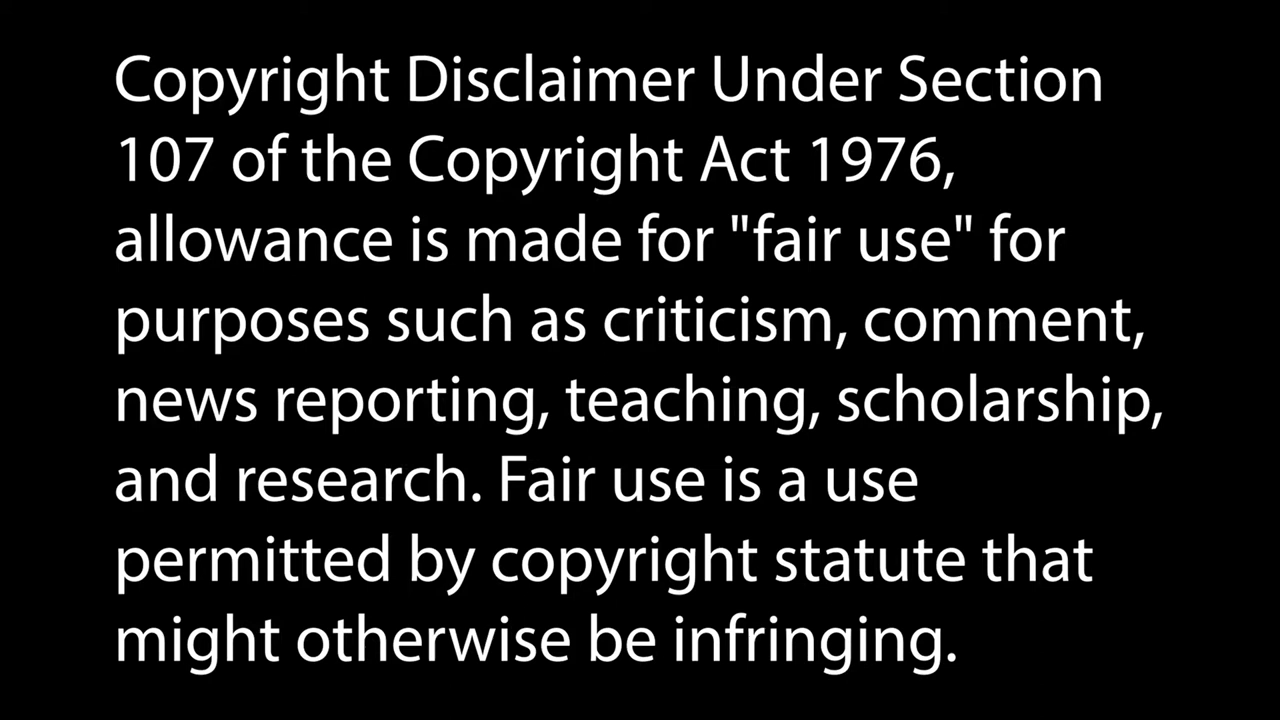 Copyright Disclaimer Under Section
107 of the Copyright Act 1976,
allowance is made for "fair use" for
purposes such as criticism, comment,
news reporting, teaching, scholarship,
and research. Fair use is a use
permitted by copyright statute that
might otherwise be infringing.